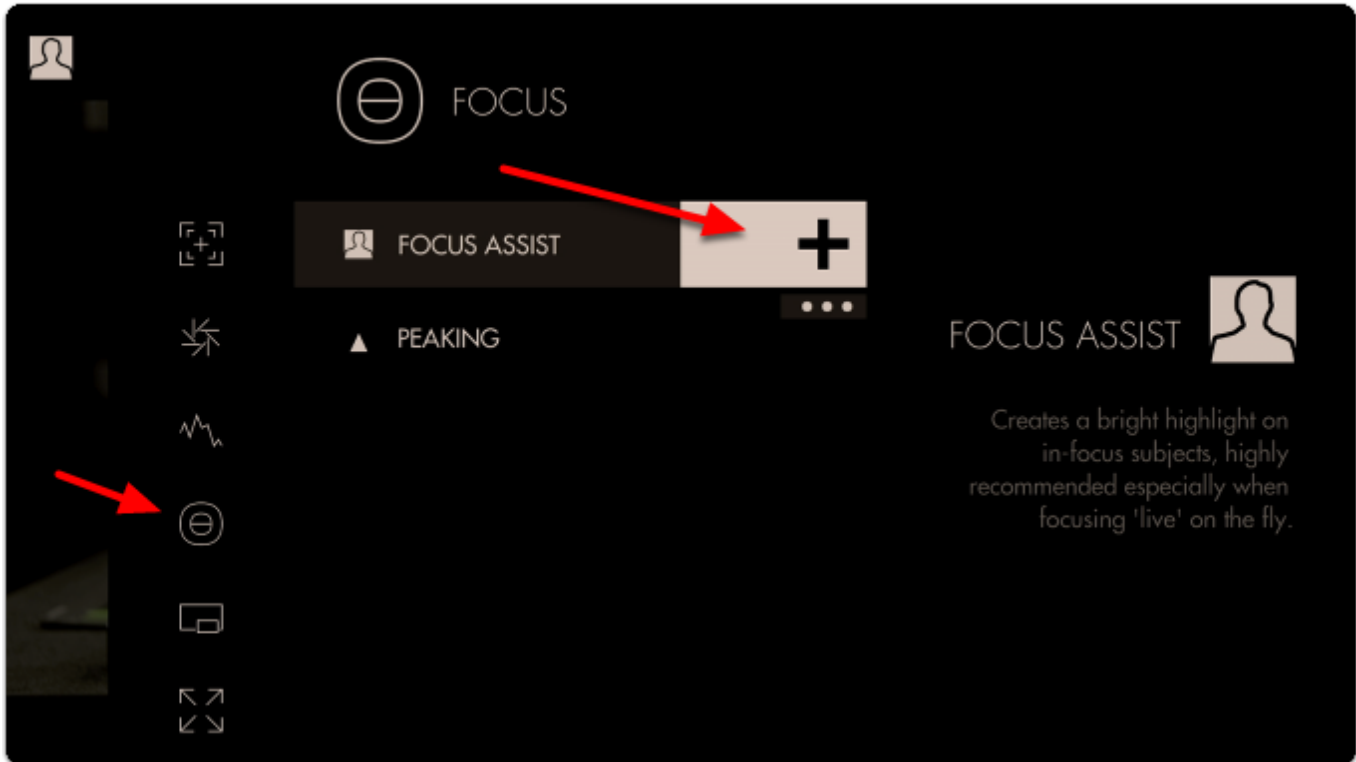 FOCUS
FOCUS ASSIST
PEAKING
FOCUS ASSIST
Creates a bright highlight on
in-focus subjects, highly
recommended especially when
focusing 'live' on the fly.